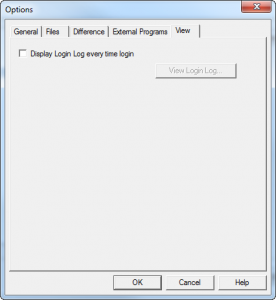 Options
General Files Difference External Programs View
Display Login Log every time login
View Login Log...
OK Cancel Help